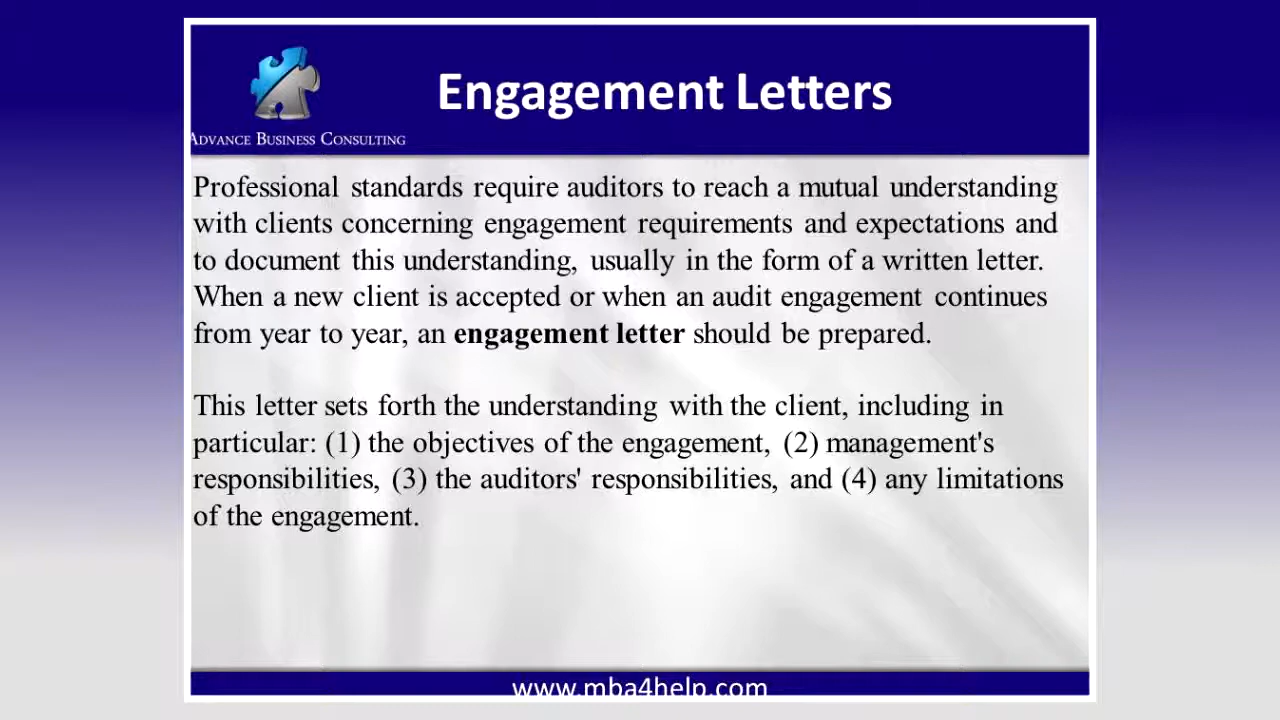 Engagement Letters
ADVANCE BUSINESS CONSULTING
Professional standards require auditors to reach a mutual understanding
with clients concerning engagement requirements and expectations and
to document this understanding, usually in the form of a written letter.
When a new client is accepted or when an audit engagement continues
from year to year, an engagement letter should be prepared.
This letter sets forth the understanding with the client, including in
particular: (1) the objectives of the engagement, (2) management's
responsibilities, (3) the auditors' responsibilities, and (4) any limitations
of the engagement.
www.mba4help.com